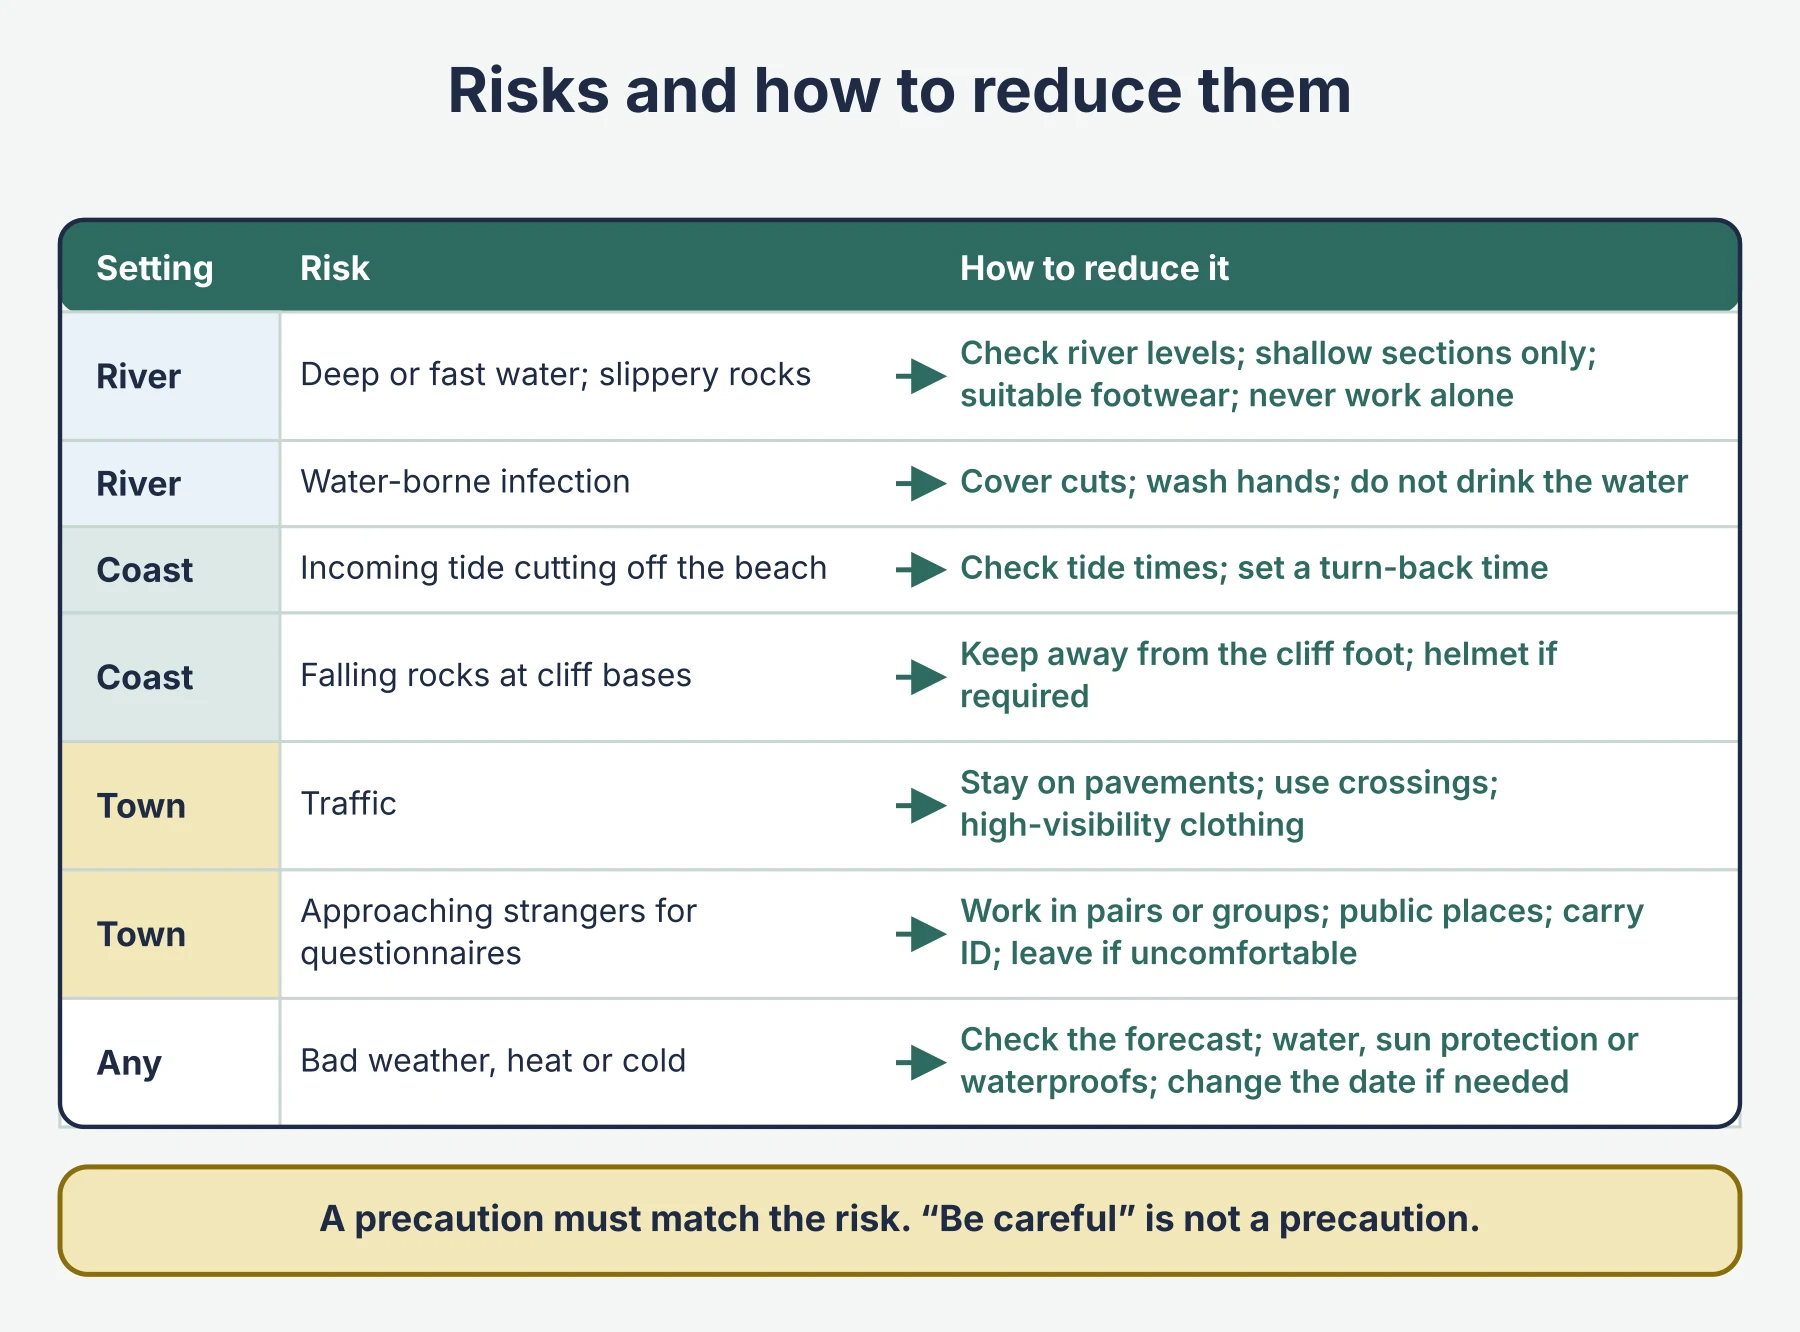 Risks and how to reduce them
Setting Risk How to reduce it
River Deep or fast water; slippery rocks Check river levels; shallow sections only;
suitable footwear; never work alone
River Water-borne infection Cover cuts; wash hands; do not drink the water
Coast Incoming tide cutting off the beach Check tide times; set a turn-back time
Coast Falling rocks at cliff bases Keep away from the cliff foot; helmet if
required
Town Traffic Stay on pavements; use crossings;
high-visibility clothing
Town Approaching strangers for
questionnaires Work in pairs or groups; public places; carry
ID; leave if uncomfortable
Any Bad weather, heat or cold Check the forecast; water, sun protection or
waterproofs; change the date if needed
A precaution must match the risk. “Be careful” is not a precaution.